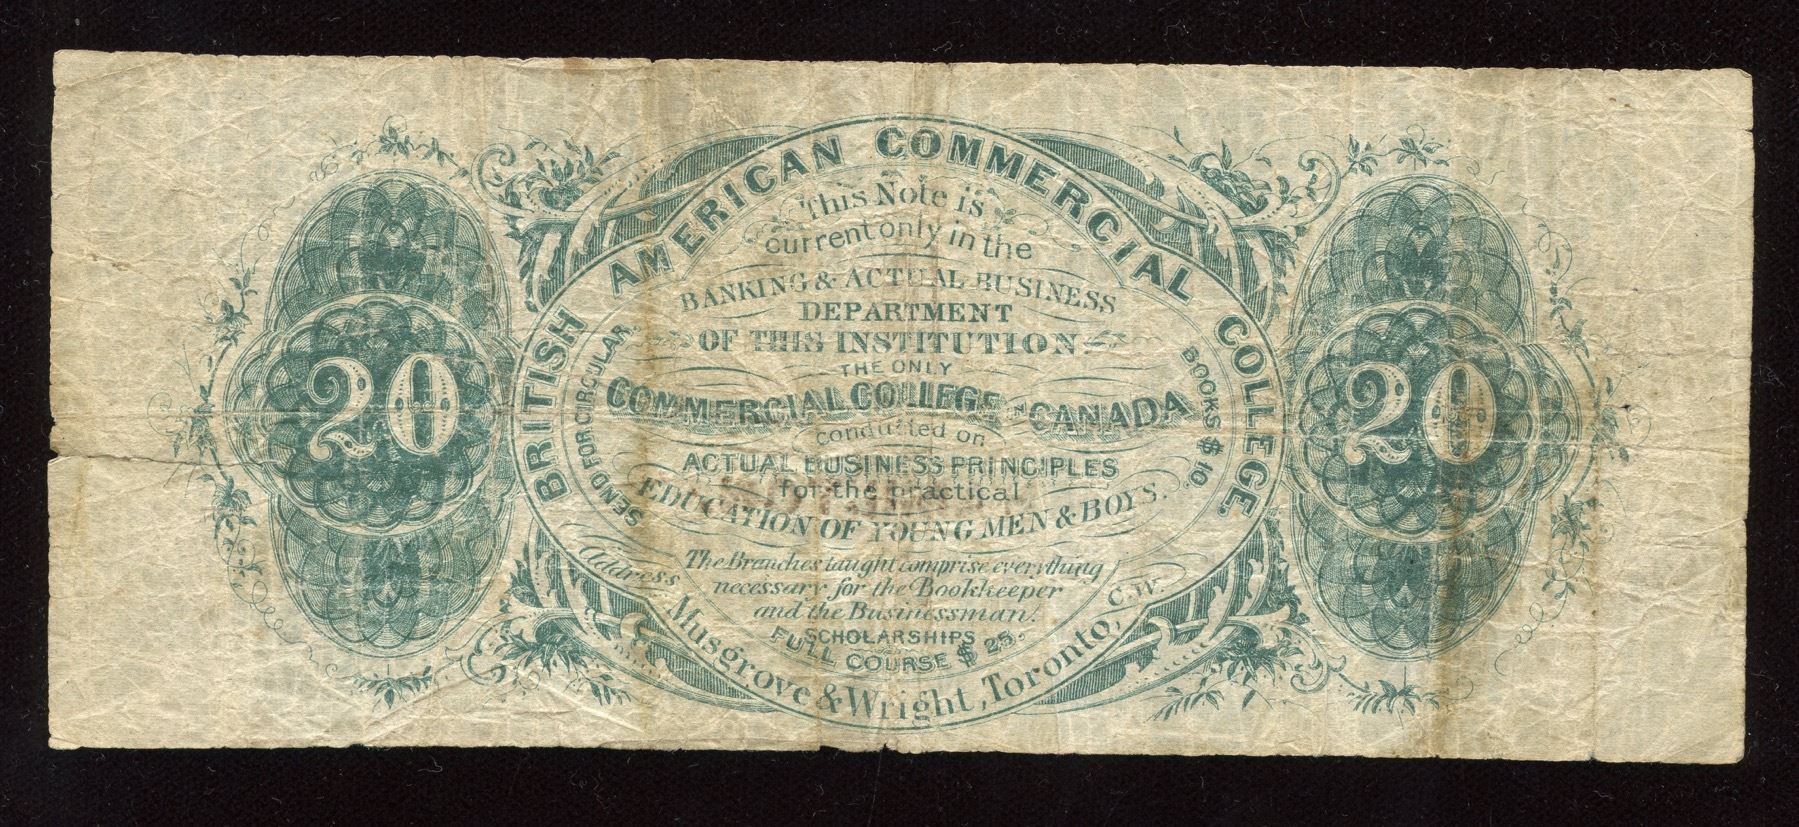 BRITISH AMERICAN COMMERCIAL COLLEGE.
This Note is
current only in the
BANKING & ACTUAL BUSINESS
DEPARTMENT
OF THIS INSTITUTION.
THE ONLY
COMMERCIAL COLLEGE IN CANADA
conducted on
ACTUAL BUSINESS PRINCIPLES
for the practical
EDUCATION OF YOUNG MEN & BOYS.
The Branches taught comprise everything
necessary for the Bookkeeper
and the Businessman.
SCHOLARSHIPS
FULL COURSE $25.
SEND FOR CIRCULAR.
BOOKS $10.
Address
Musgrove & Wright, Toronto, C.W.
20
20